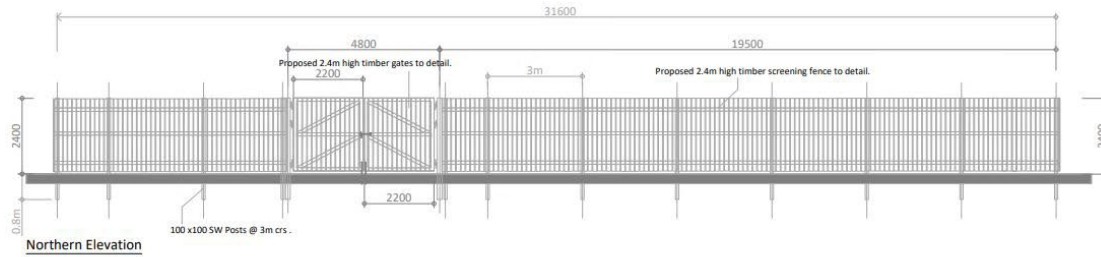 31600
4800
19500
Proposed 2.4m high timber gates to detail.
2200
3m
Proposed 2.4m high timber screening fence to detail.
2400
2400
2200
0.8m
100 x100 SW Posts @ 3m crs .
Northern Elevation